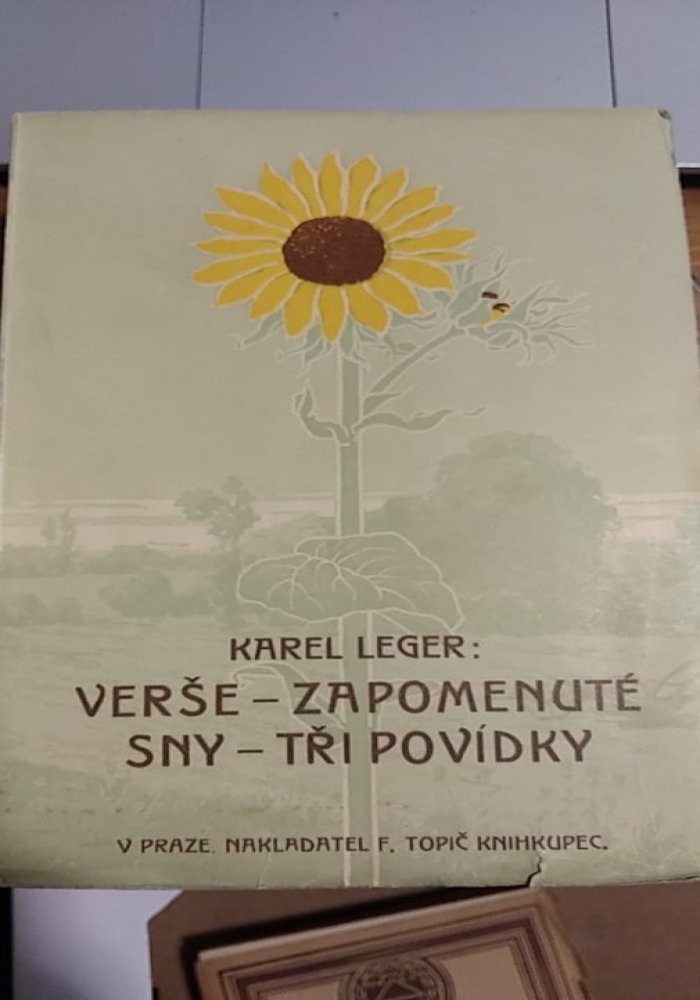 KAREL LEGER:
VERŠE – ZAPOMENUTÉ
SNY – TŘI POVÍDKY
V PRAZE. NAKLADATEL F. TOPIČ KNIHKUPEC.